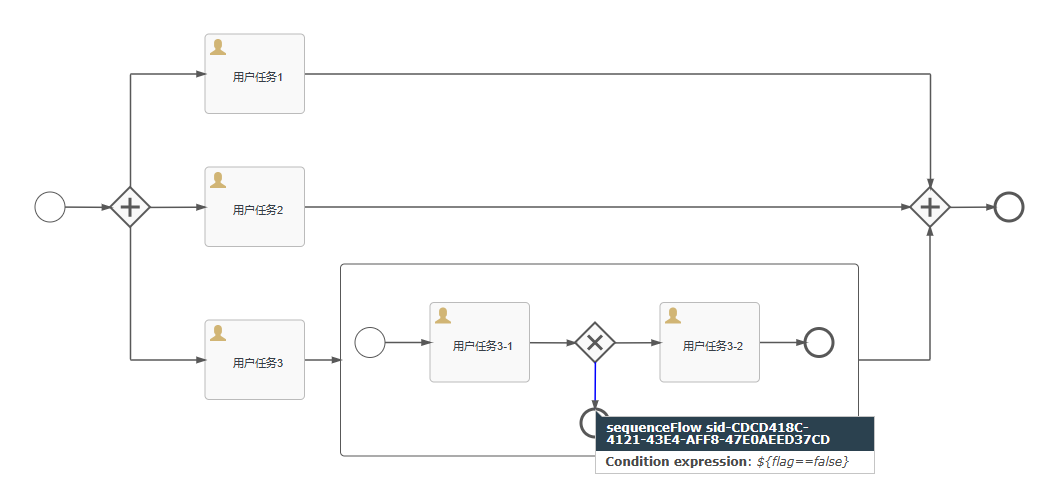 用户任务1
用户任务2
用户任务3
用户任务3-1
用户任务3-2
sequenceFlow sid-CDCD418C-
4121-43E4-AFF8-47E0AEED37CD
Condition expression: ${flag==false}